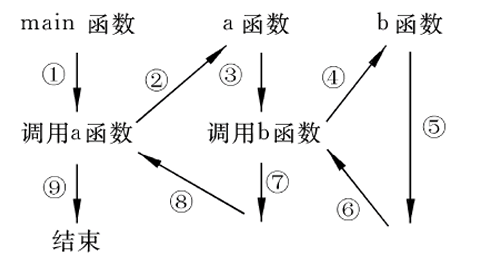 main 函数 a 函数 b 函数
① ② ③ ④ ⑤
调用a函数 调用b函数
⑨ ⑧ ⑦ ⑥
结束